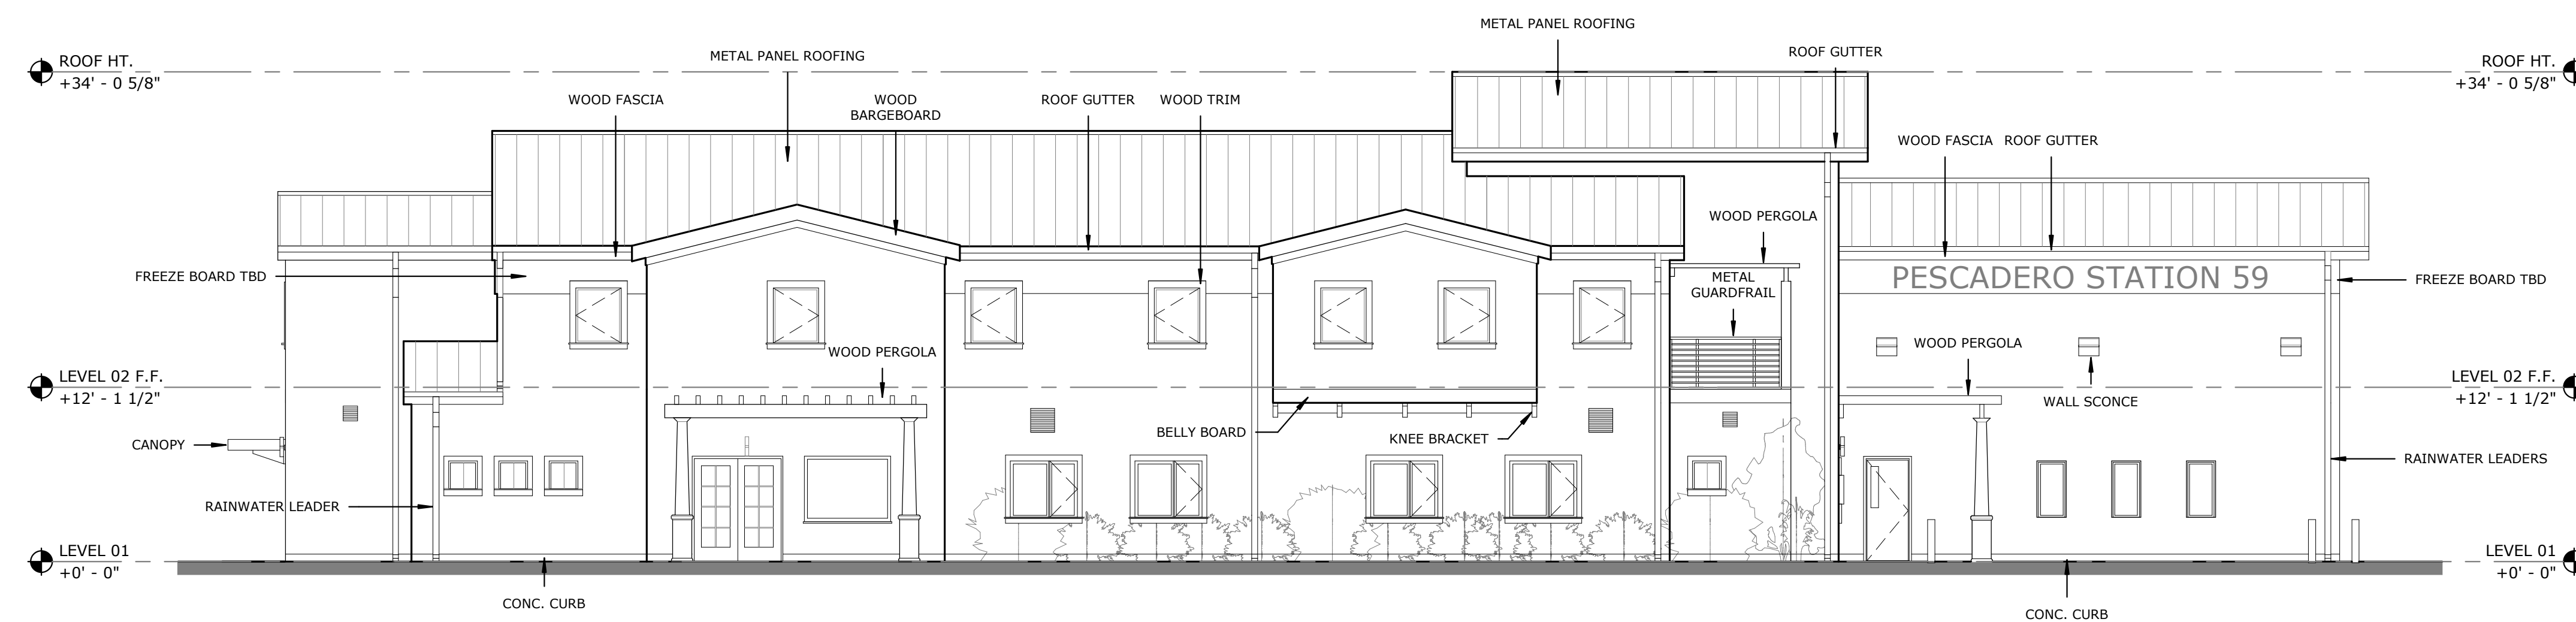 METAL PANEL ROOFING
ROOF GUTTER
METAL PANEL ROOFING
ROOF HT.
+34' - 0 5/8"
ROOF HT.
+34' - 0 5/8"
WOOD FASCIA
WOOD
BARGEBOARD
ROOF GUTTER
WOOD TRIM
WOOD FASCIA
ROOF GUTTER
WOOD PERGOLA
FREEZE BOARD TBD
METAL
GUARDFRAIL
PESCADERO STATION 59
FREEZE BOARD TBD
WOOD PERGOLA
WOOD PERGOLA
LEVEL 02 F.F.
+12' - 1 1/2"
LEVEL 02 F.F.
+12' - 1 1/2"
WALL SCONCE
CANOPY
BELLY BOARD
KNEE BRACKET
RAINWATER LEADERS
RAINWATER LEADER
LEVEL 01
+0' - 0"
LEVEL 01
+0' - 0"
CONC. CURB
CONC. CURB